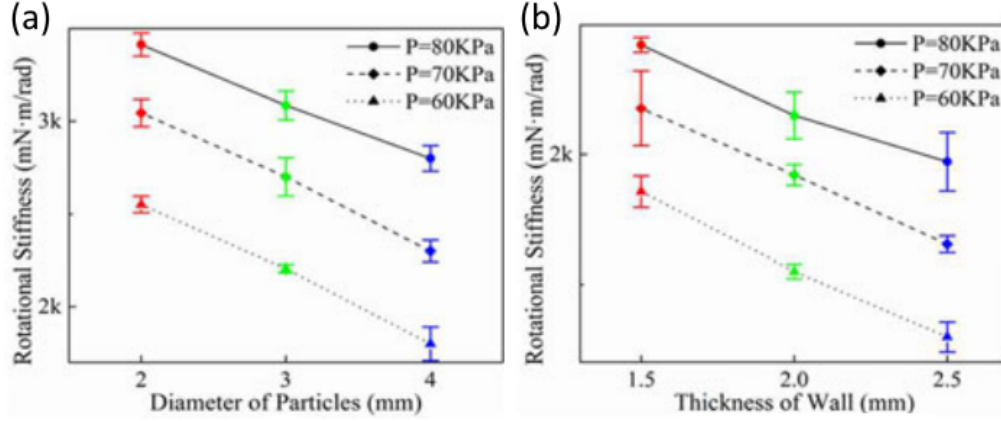 (a)
P=80KPa
P=70KPa
P=60KPa
3k
2k
Rotational Stiffness (mN·m/rad)
2 3 4
Diameter of Particles (mm)
(b)
P=80KPa
P=70KPa
P=60KPa
2k
Rotational Stiffness (mN·m/rad)
1.5 2.0 2.5
Thickness of Wall (mm)